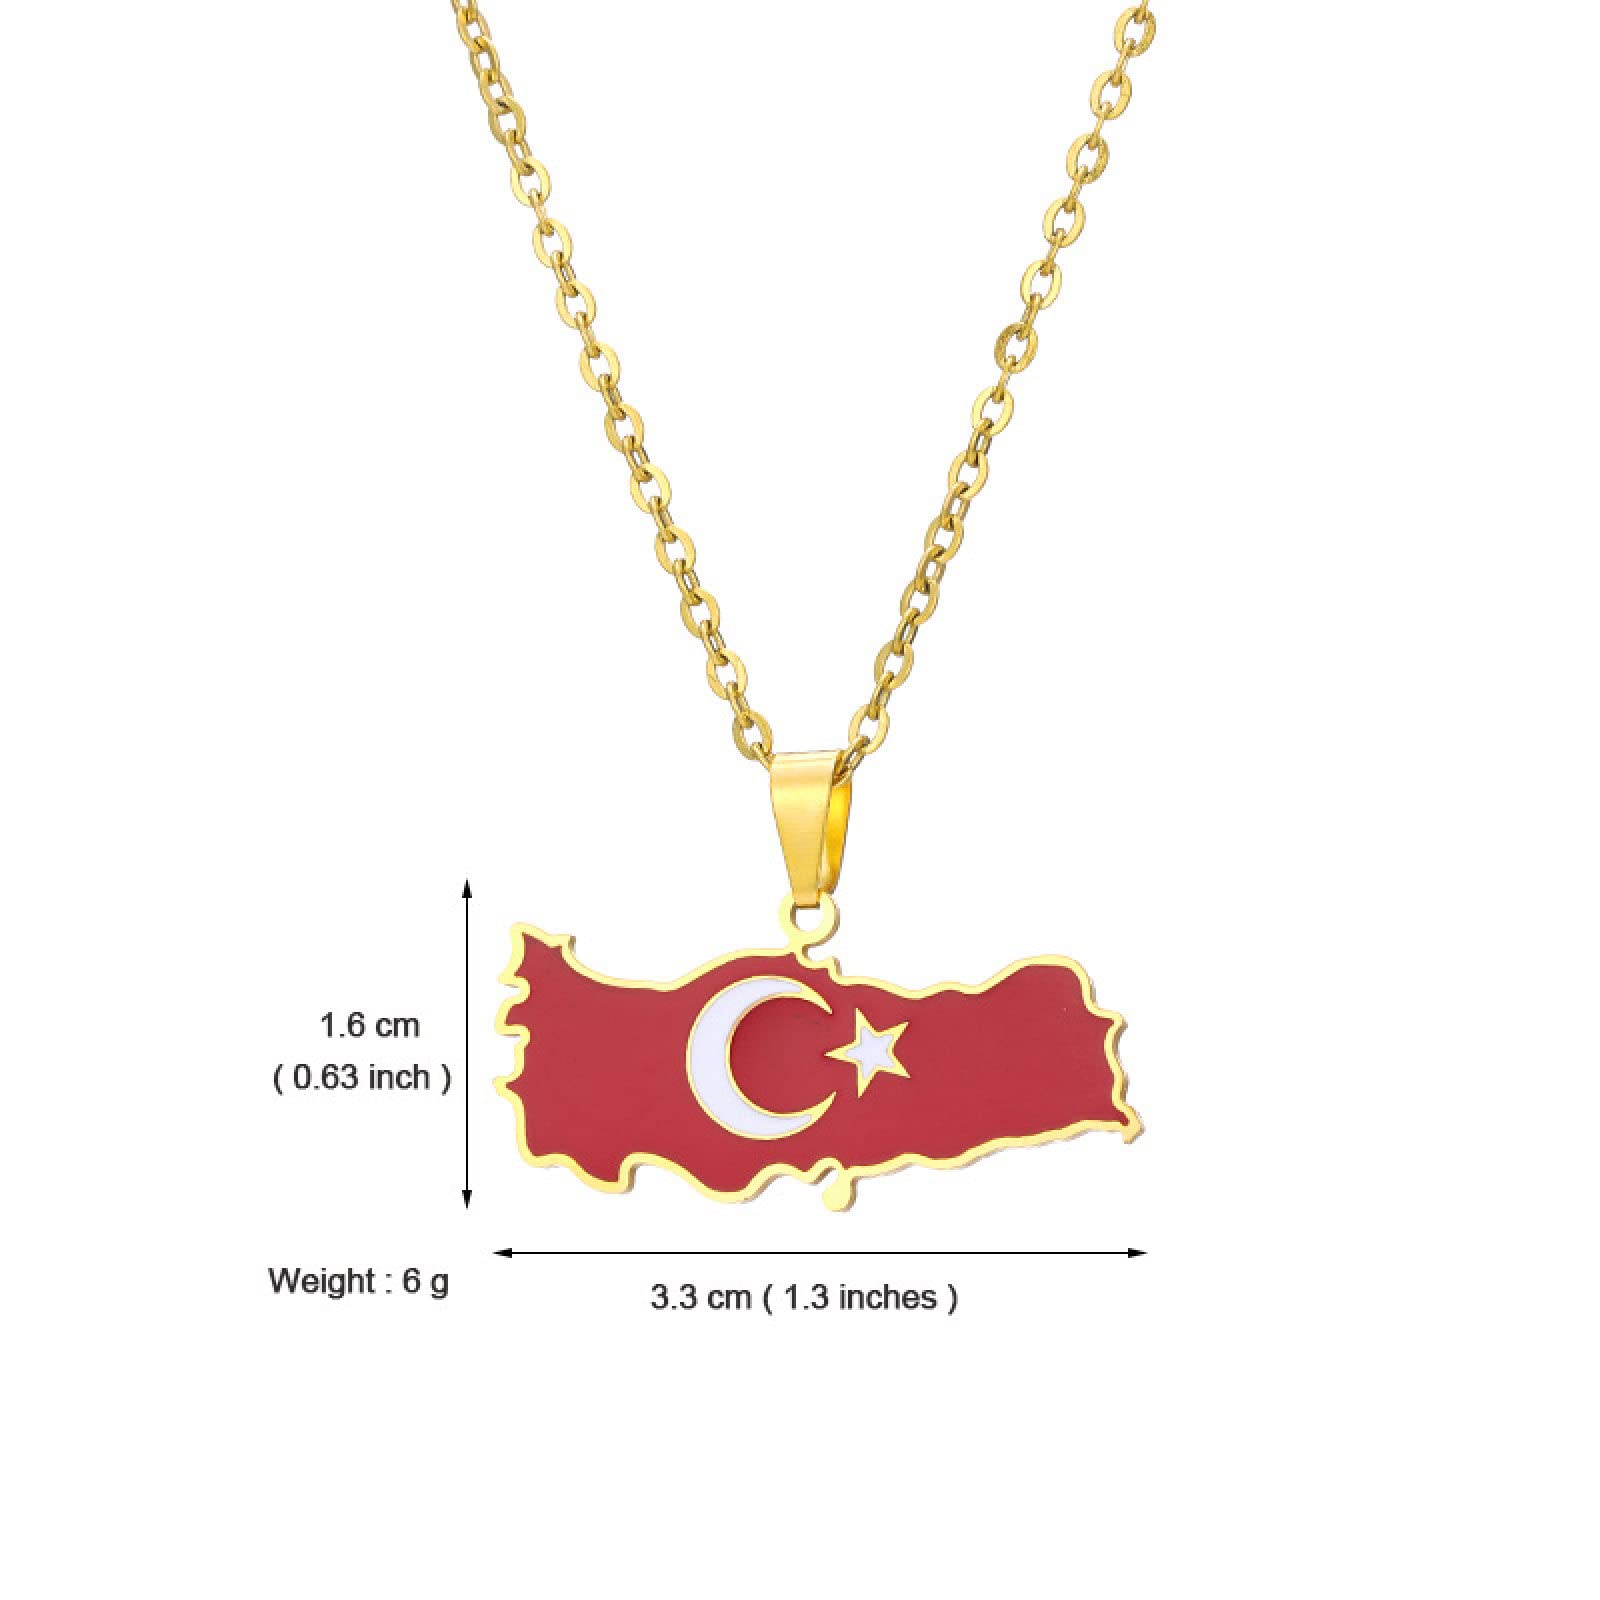 1.6 cm
( 0.63 inch )
Weight : 6 g
3.3 cm ( 1.3 inches )